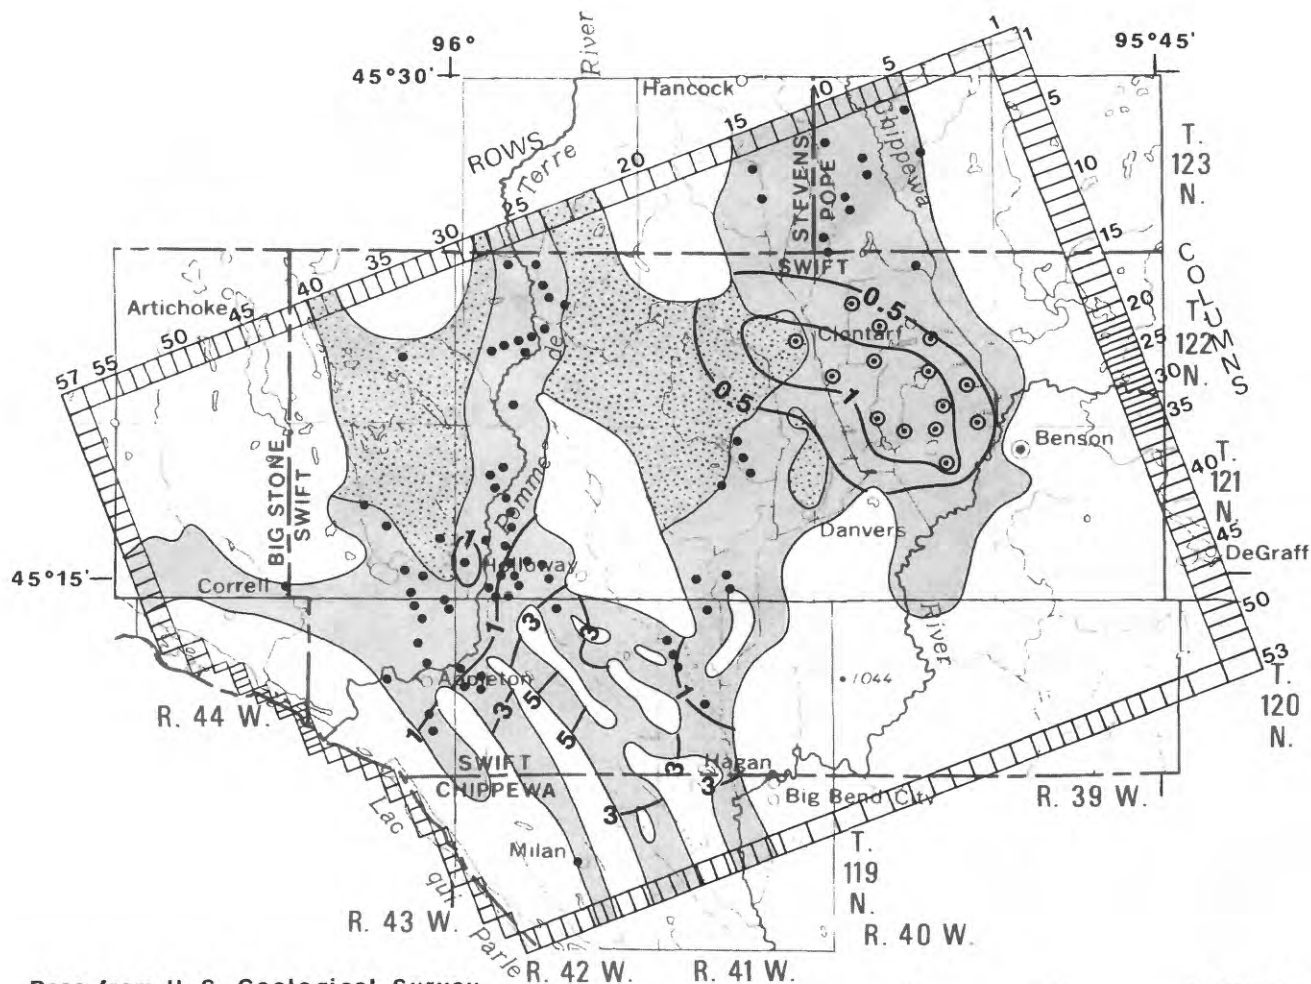 1
96°
95°45'
45°30'
River
Hancock
5
10
15
20
25
30
35
40
45
50
55
57
ROWS
Terre
de
Pomme
STEVENS
POPE
Chippewa
SWIFT
1
5
10
15
20
25
30
35
40
45
50
53
COLUMNS
T.
123
N.
T.
122
N.
T.
121
N.
T.
120
N.
T.
119
N.
Artichoke
0.5
Clontarf
0.5
1
Benson
BIG STONE
SWIFT
Danvers
DeGraff
45°15'
Correll
1
Holloway
River
1
3
3
Appleton
1044
R. 44 W.
1
3
5
5
1
SWIFT
CHIPPEWA
3
Hagan
3
Big Bend City
R. 39 W.
3
Lac
qui
Parle
Milan
R. 43 W.
R. 40 W.
R. 42 W.
R. 41 W.
Base from U. S. Geological Survey